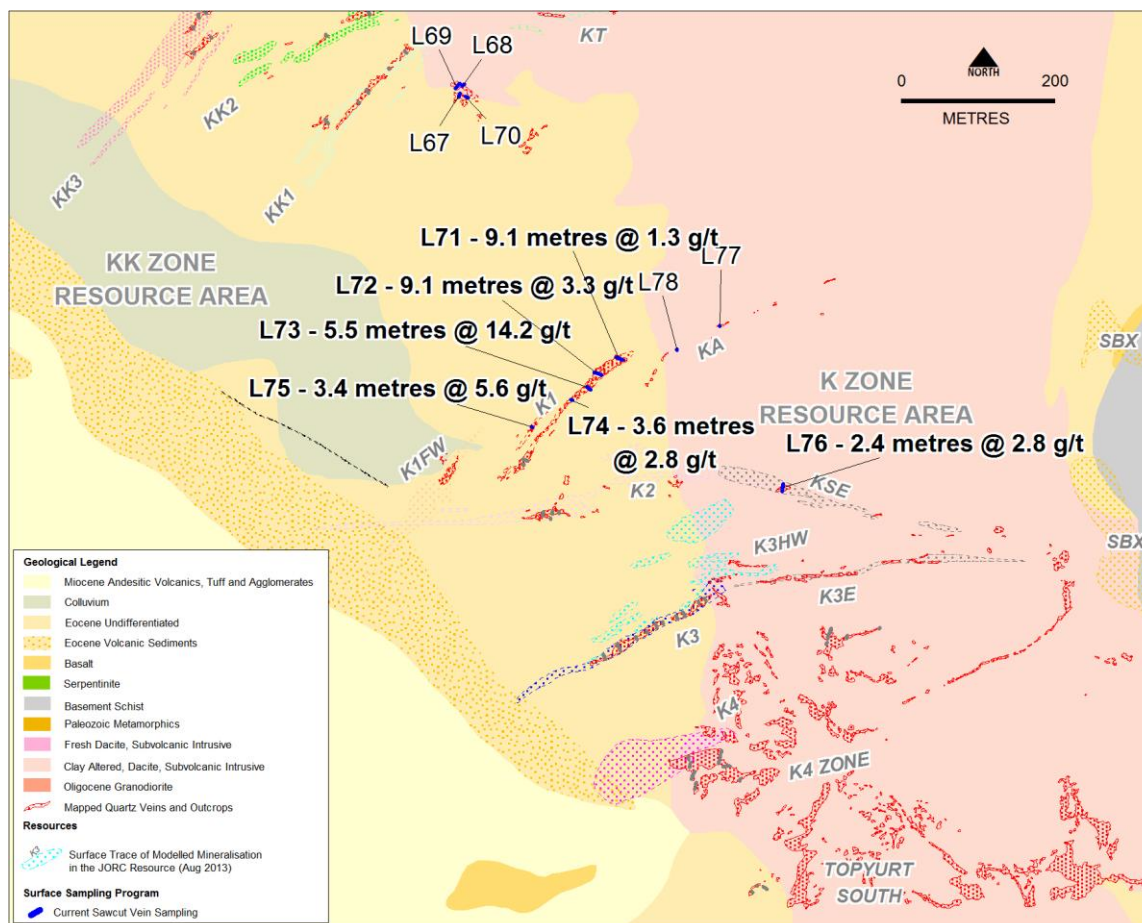 L69
L68
KT
NORTH
0
200
METRES
KK2
L67
L70
KK3
KK1
L71 - 9.1 metres @ 1.3 g/t
L77
KK ZONE
RESOURCE AREA
L72 - 9.1 metres @ 3.3 g/t
L78
L73 - 5.5 metres @ 14.2 g/t
KA
SBX
L75 - 3.4 metres @ 5.6 g/t
K1
K ZONE
RESOURCE AREA
L74 - 3.6 metres
@ 2.8 g/t
L76 - 2.4 metres @ 2.8 g/t
K1FW
K2
KSE
K3HW
SBX
K3E
K3
K4
K4 ZONE
TOPYURT
SOUTH
Geological Legend
Miocene Andesitic Volcanics, Tuff and Agglomerates
Colluvium
Eocene Undifferentiated
Eocene Volcanic Sediments
Basalt
Serpentinite
Basement Schist
Paleozoic Metamorphics
Fresh Dacite, Subvolcanic Intrusive
Clay Altered, Dacite, Subvolcanic Intrusive
Oligocene Granodiorite
Mapped Quartz Veins and Outcrops
Resources
K3
Surface Trace of Modelled Mineralisation
in the JORC Resource (Aug 2013)
Surface Sampling Program
Current Sawcut Vein Sampling